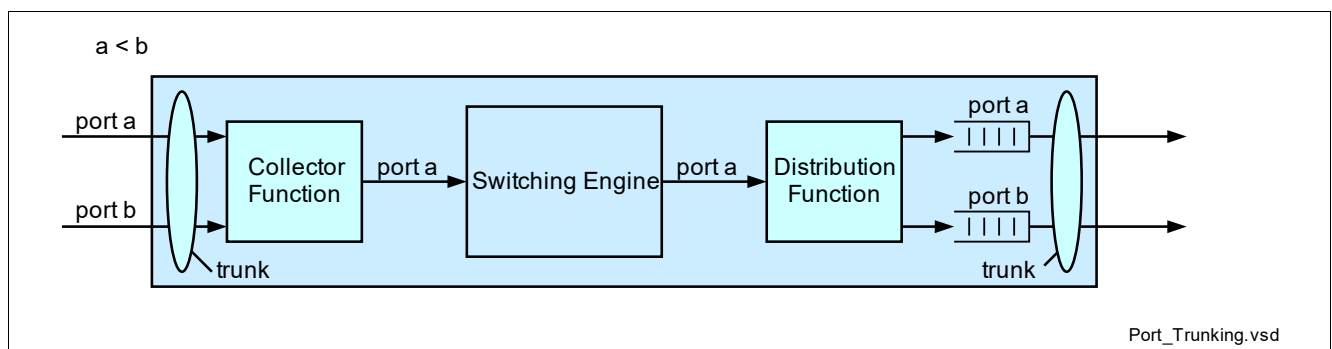 a < b
port a
port b
trunk
Collector
Function
port a
Switching Engine
port a
Distribution
Function
port a
port b
trunk
Port_Trunking.vsd